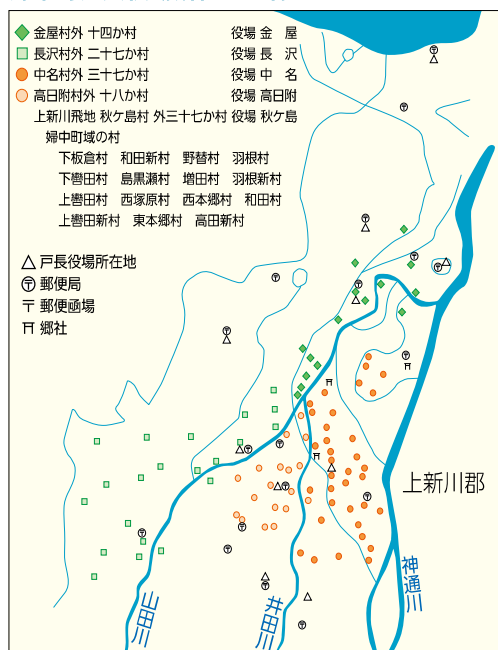 金屋村外 十四か村 役場 金 屋
長沢村外 二十七か村 役場 長 沢
中名村外 三十七か村 役場 中 名
高日附村外 十八か村 役場 高日附
上新川飛地 秋ケ島村 外三十七か村 役場 秋ケ島
婦中町域の村
下板倉村 和田新村 野替村 羽根村
下轡田村 島黒瀬村 増田村 羽根新村
上轡田村 西塚原村 西本郷村 和田村
上轡田新村 東本郷村 高田新村
戸長役場所在地
郵便局
郵便凾場
郷社
上新川郡
神通川
井田川
山田川